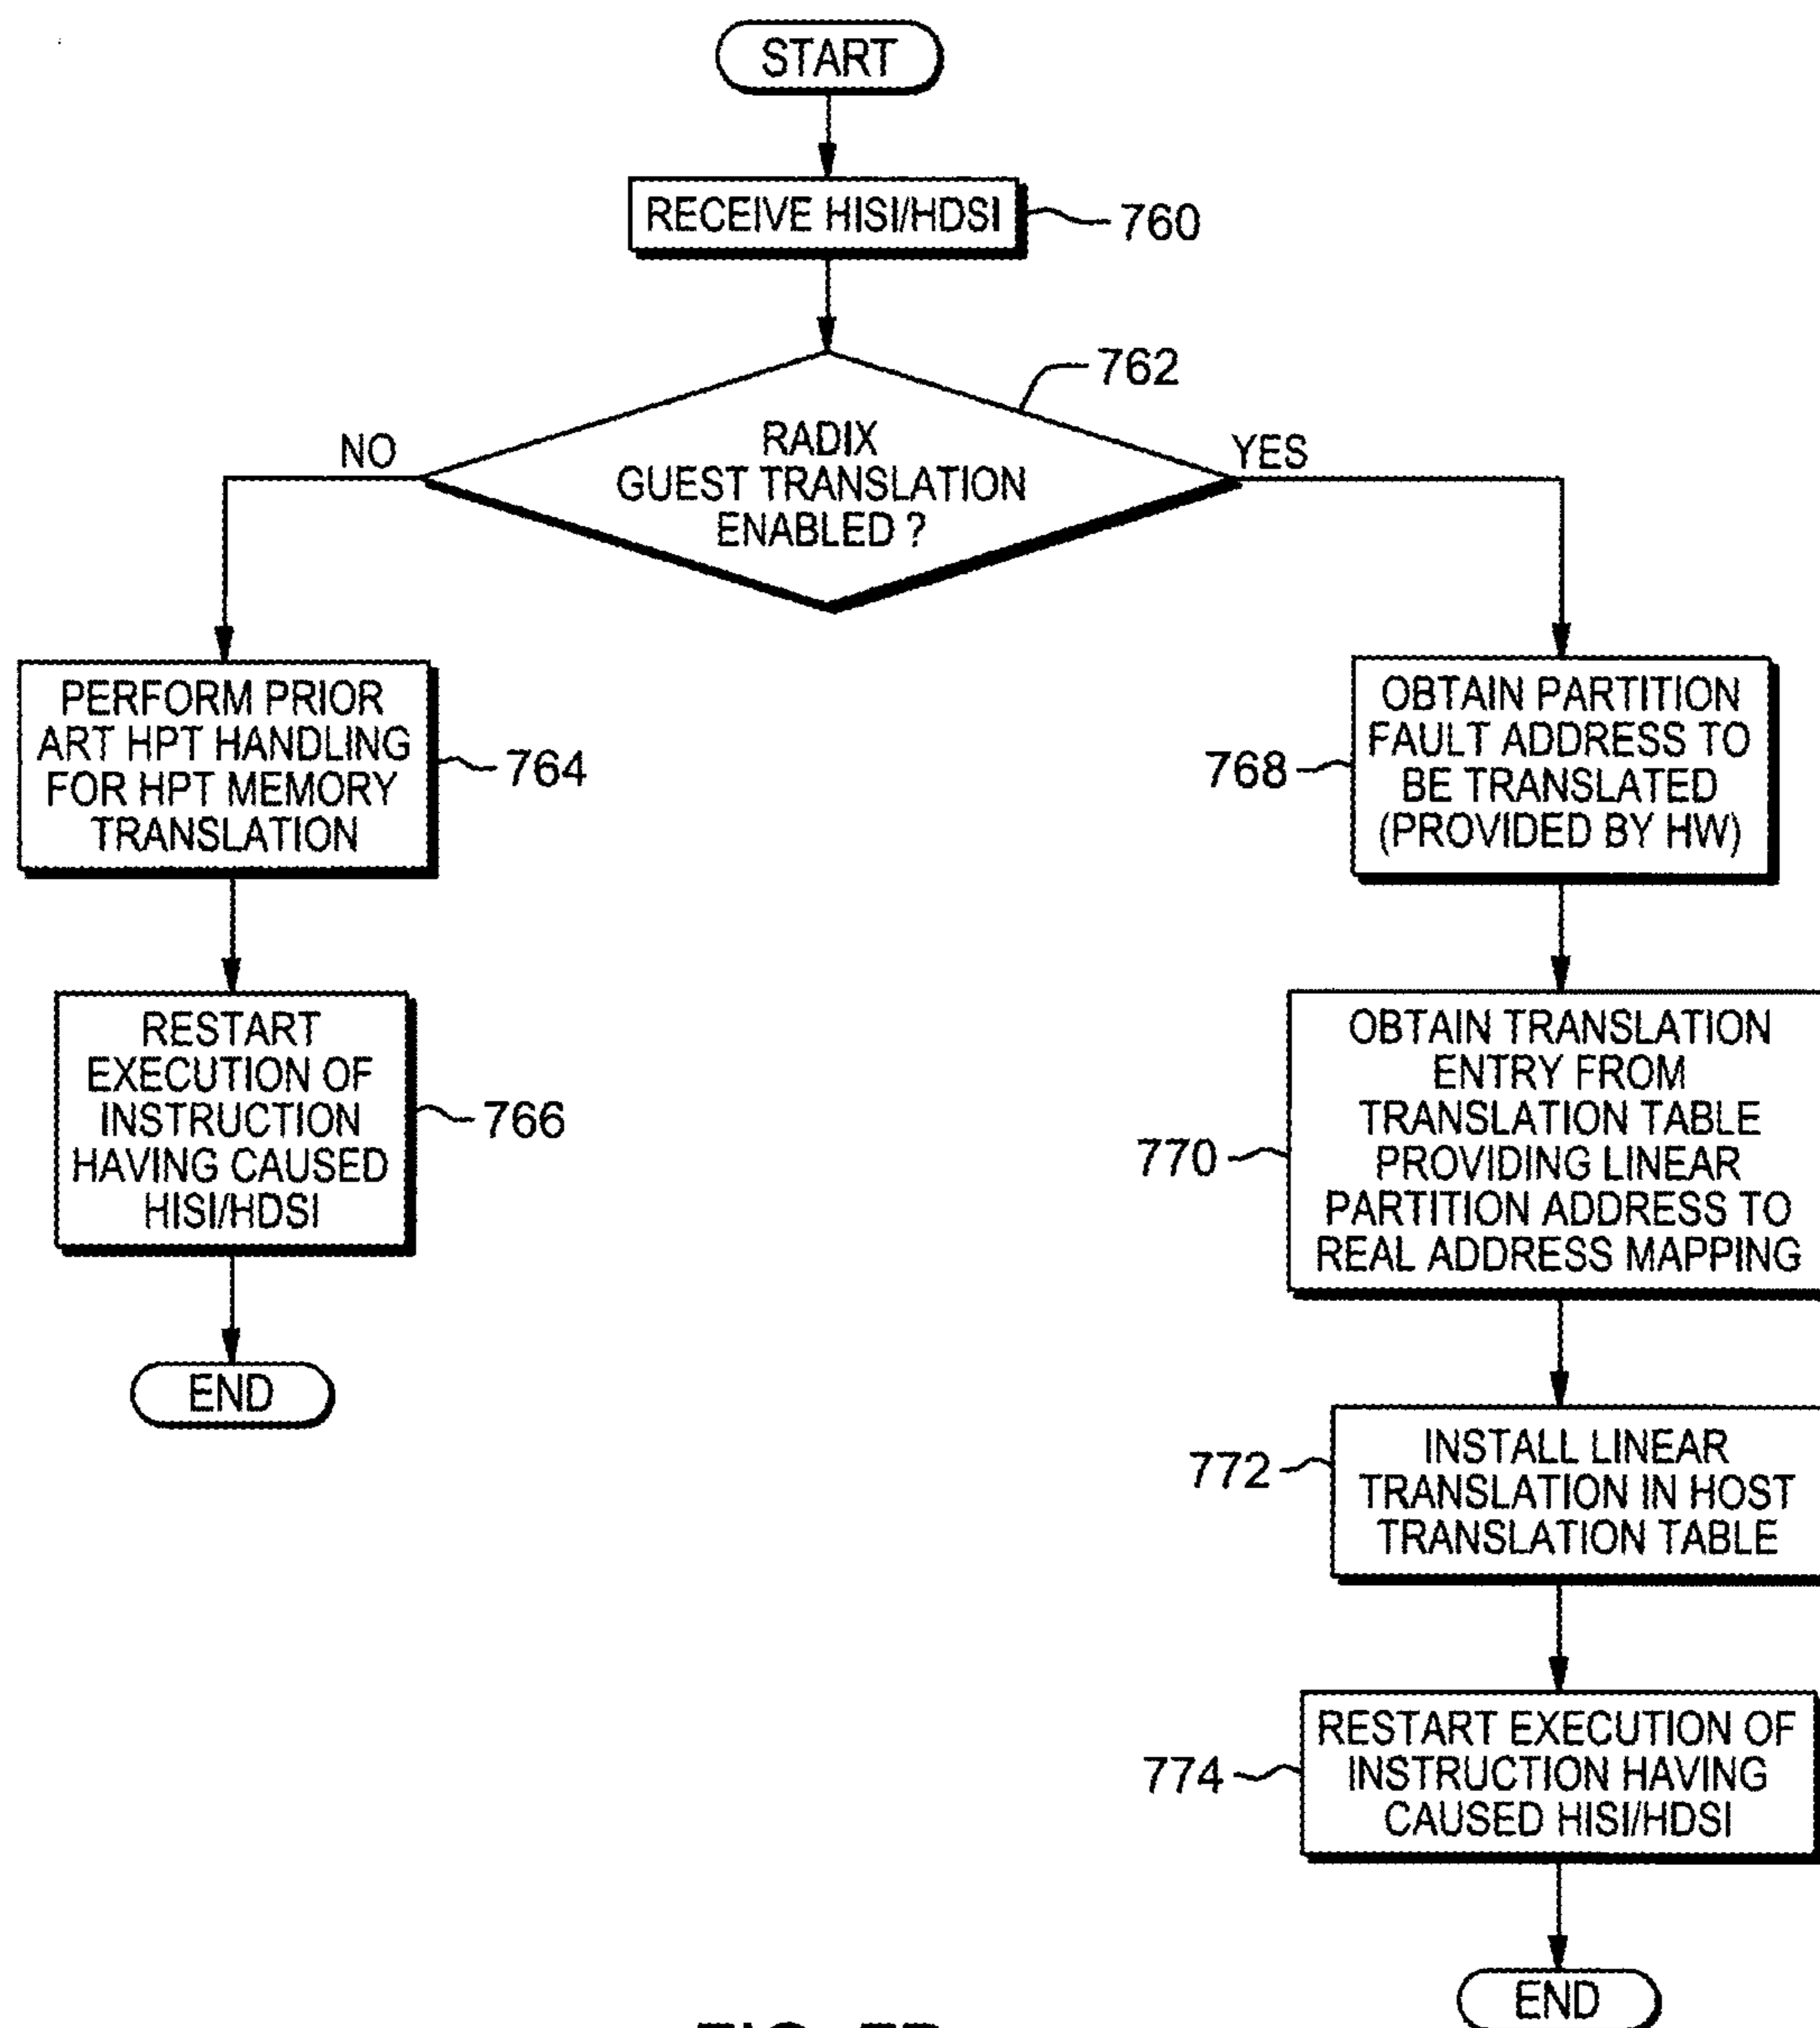 START
RECEIVE HISI/HDSI
760
762
RADIX
GUEST TRANSLATION
ENABLED ?
NO
YES
PERFORM PRIOR
ART HPT HANDLING
FOR HPT MEMORY
TRANSLATION
764
RESTART
EXECUTION OF
INSTRUCTION
HAVING CAUSED
HISI/HDSI
766
END
OBTAIN PARTITION
FAULT ADDRESS TO
BE TRANSLATED
(PROVIDED BY HW)
768
OBTAIN TRANSLATION
ENTRY FROM
TRANSLATION TABLE
PROVIDING LINEAR
PARTITION ADDRESS TO
REAL ADDRESS MAPPING
770
INSTALL LINEAR
TRANSLATION IN HOST
TRANSLATION TABLE
772
RESTART EXECUTION OF
INSTRUCTION HAVING
CAUSED HISI/HDSI
774
END